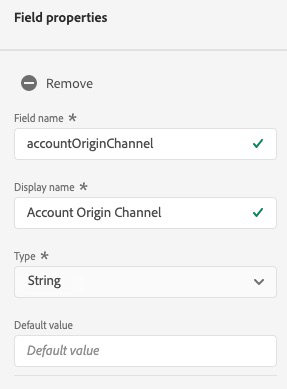 Field properties
Remove
Field name *
accountOriginChannel
Display name *
Account Origin Channel
Type *
String
Default value
Default value